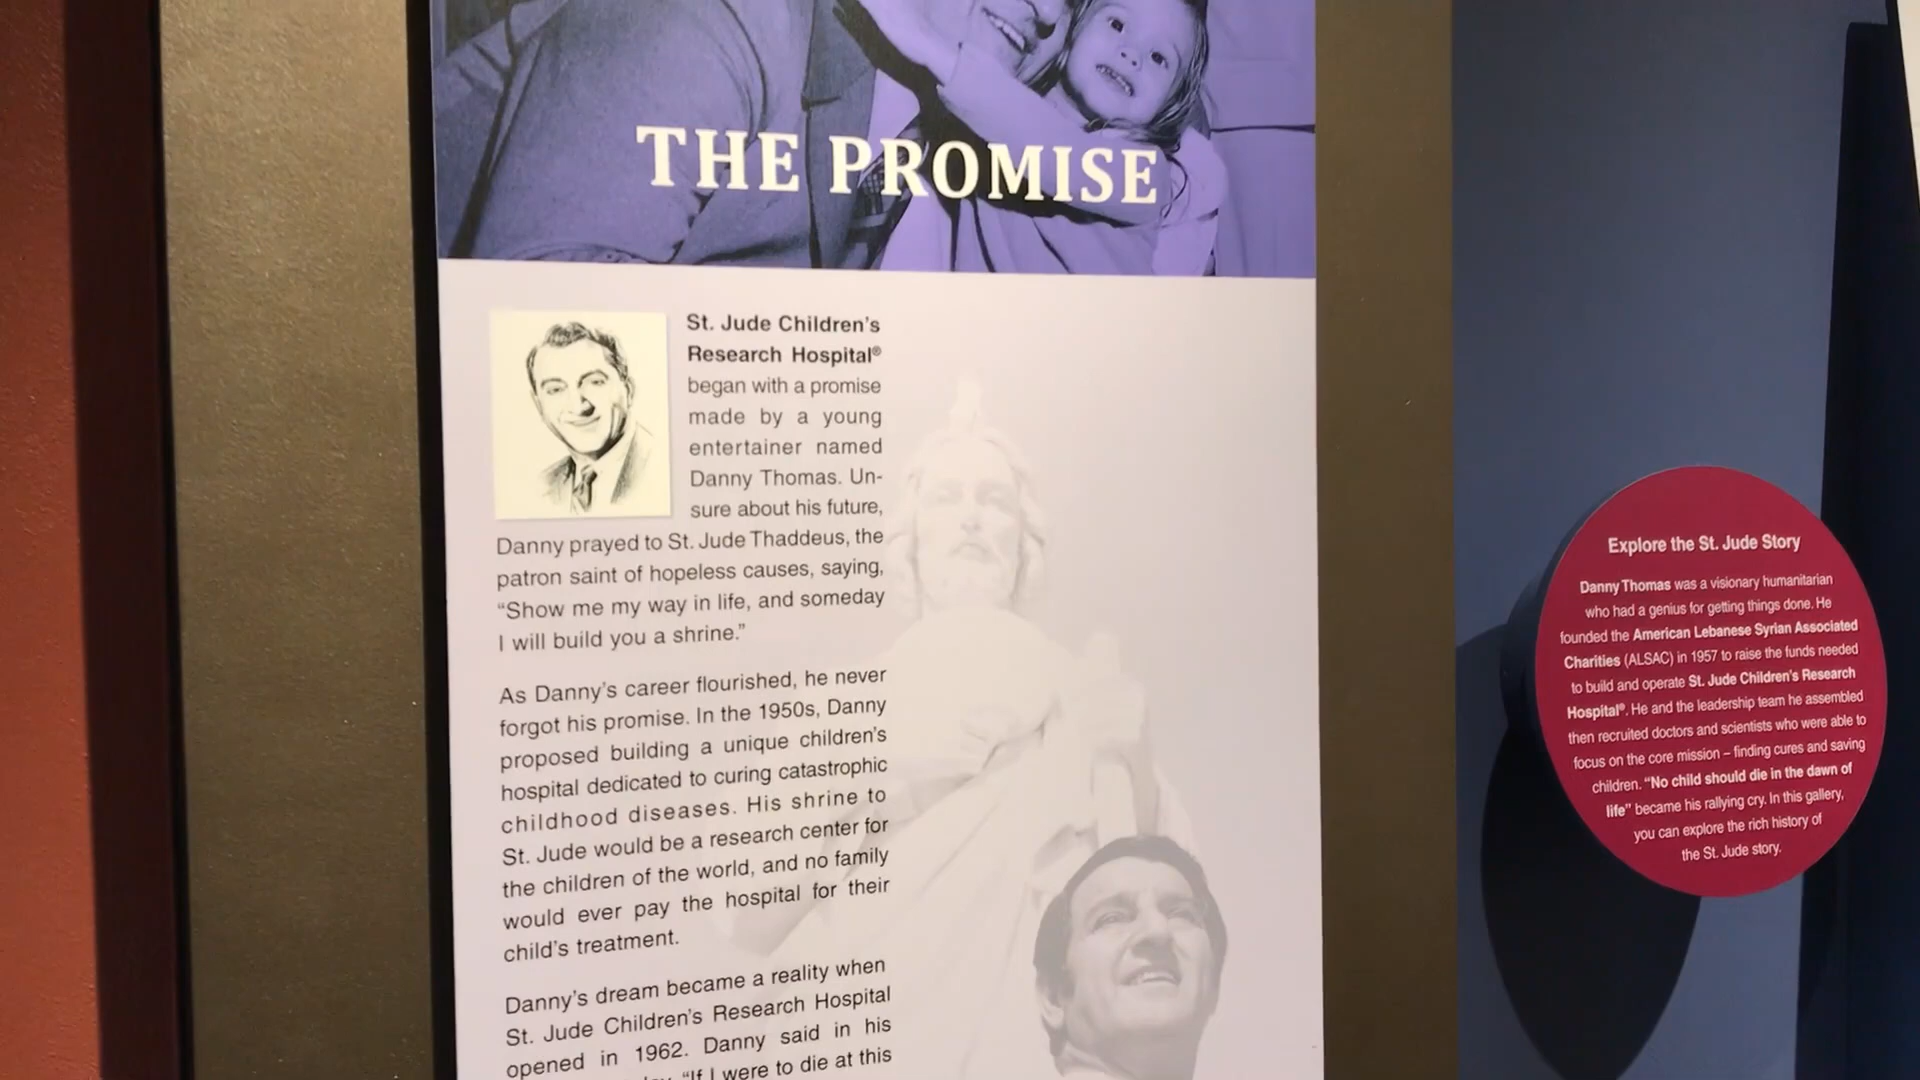 THE PROMISE
St. Jude Children's
Research Hospital®
began with a promise
made by a young
entertainer named
Danny Thomas. Un-
sure about his future,
Danny prayed to St. Jude Thaddeus, the
patron saint of hopeless causes, saying,
“Show me my way in life, and someday
I will build you a shrine.”
As Danny’s career flourished, he never
forgot his promise. In the 1950s, Danny
proposed building a unique children’s
hospital dedicated to curing catastrophic
childhood diseases. His shrine to
St. Jude would be a research center for
the children of the world, and no family
would ever pay the hospital for their
child’s treatment.
Danny’s dream became a reality when
St. Jude Children’s Research Hospital
opened in 1962. Danny said in his
“If I were to die at this
Explore the St. Jude Story
Danny Thomas was a visionary humanitarian
who had a genius for getting things done. He
founded the American Lebanese Syrian Associated
Charities (ALSAC) in 1957 to raise the funds needed
to build and operate St. Jude Children’s Research
Hospital®. He and the leadership team he assembled
then recruited doctors and scientists who were able to
focus on the core mission – finding cures and saving
children. “No child should die in the dawn of
life” became his rallying cry. In this gallery,
you can explore the rich history of
the St. Jude story.